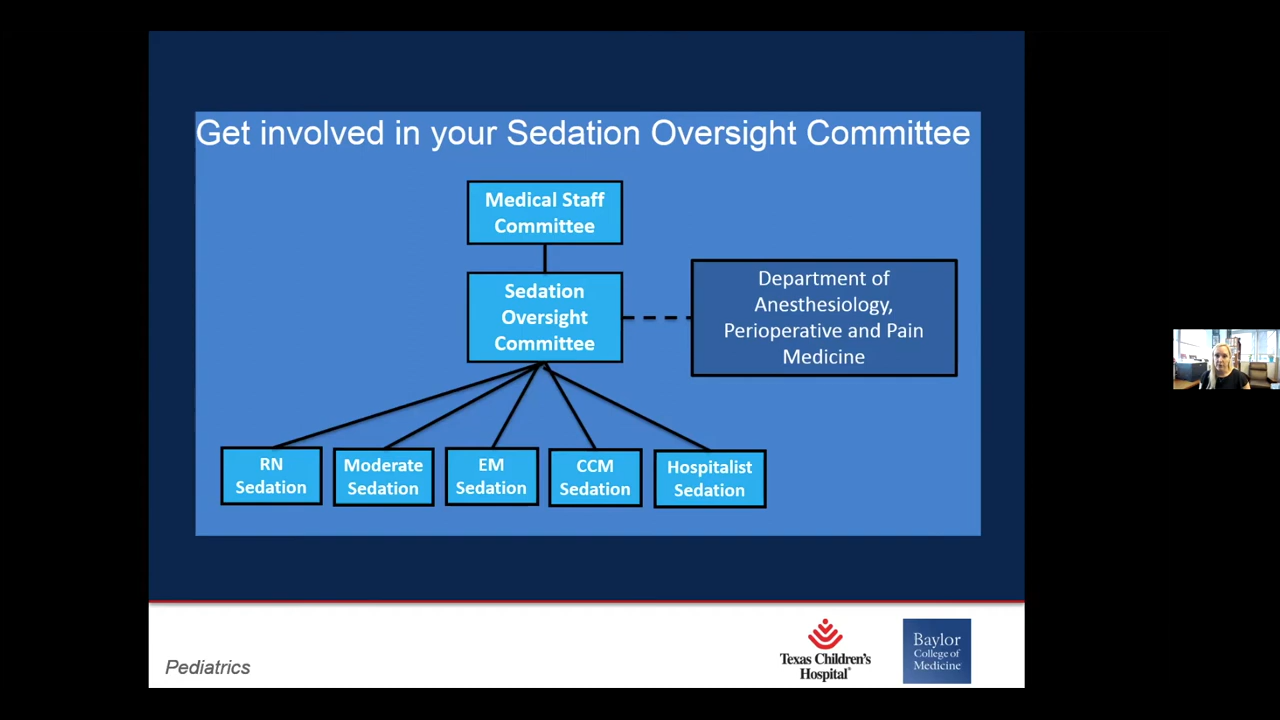 Get involved in your Sedation Oversight Committee
Medical Staff
Committee
Sedation
Oversight
Committee
Department of
Anesthesiology,
Perioperative and Pain
Medicine
RN
Sedation
Moderate
Sedation
EM
Sedation
CCM
Sedation
Hospitalist
Sedation
Pediatrics
Texas Children's
Hospital®
Baylor
College of
Medicine